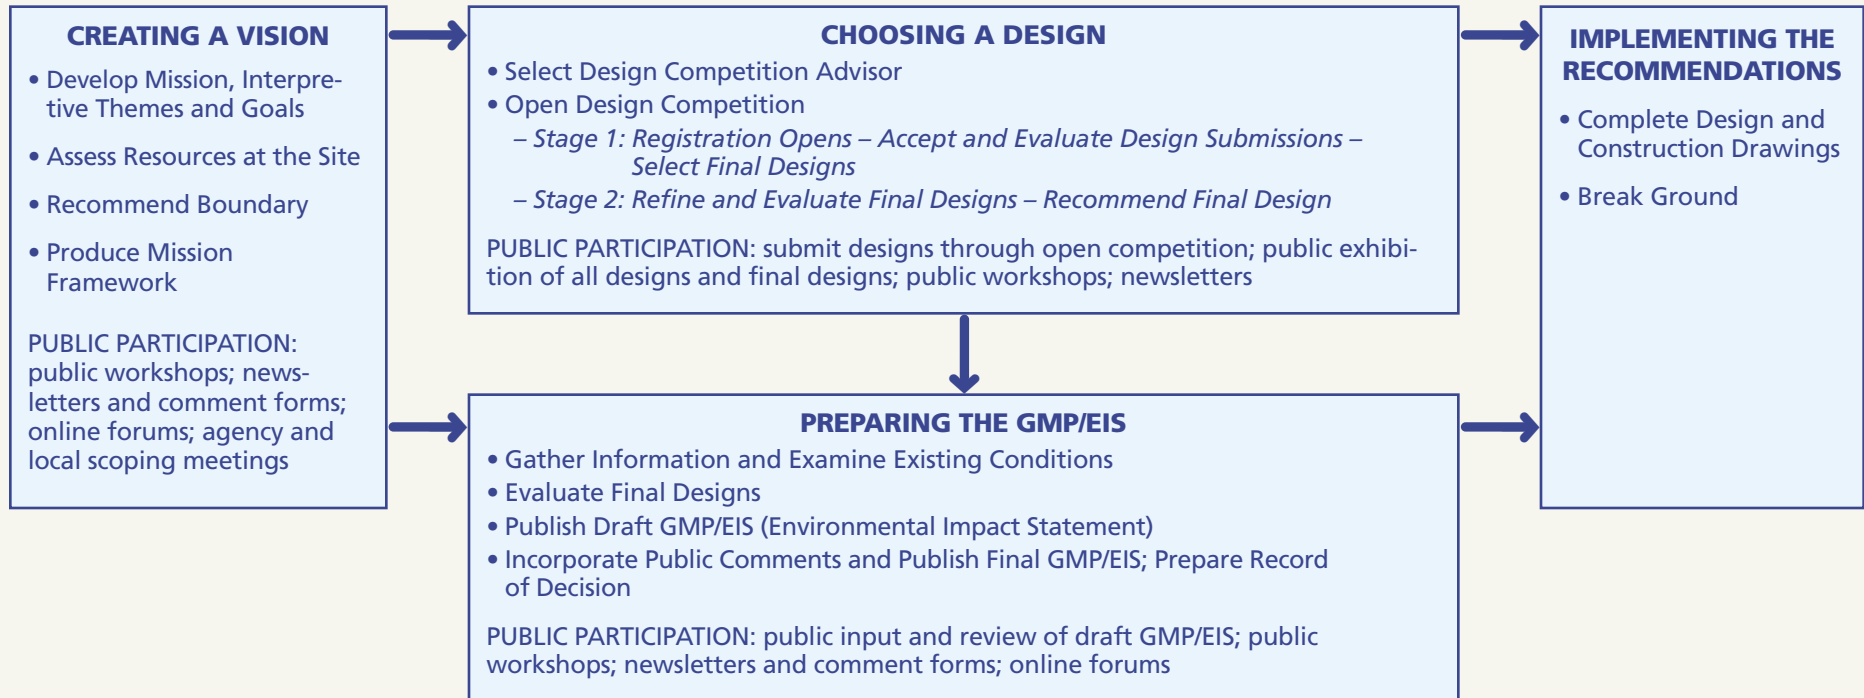 CREATING A VISION
• Develop Mission, Interpre-
tive Themes and Goals
• Assess Resources at the Site
• Recommend Boundary
• Produce Mission
Framework
PUBLIC PARTICIPATION:
public workshops; news-
letters and comment forms;
online forums; agency and
local scoping meetings
CHOOSING A DESIGN
• Select Design Competition Advisor
• Open Design Competition
– Stage 1: Registration Opens – Accept and Evaluate Design Submissions –
Select Final Designs
– Stage 2: Refine and Evaluate Final Designs – Recommend Final Design
PUBLIC PARTICIPATION: submit designs through open competition; public exhibi-
tion of all designs and final designs; public workshops; newsletters
PREPARING THE GMP/EIS
• Gather Information and Examine Existing Conditions
• Evaluate Final Designs
• Publish Draft GMP/EIS (Environmental Impact Statement)
• Incorporate Public Comments and Publish Final GMP/EIS; Prepare Record
of Decision
PUBLIC PARTICIPATION: public input and review of draft GMP/EIS; public
workshops; newsletters and comment forms; online forums
IMPLEMENTING THE
RECOMMENDATIONS
• Complete Design and
Construction Drawings
• Break Ground